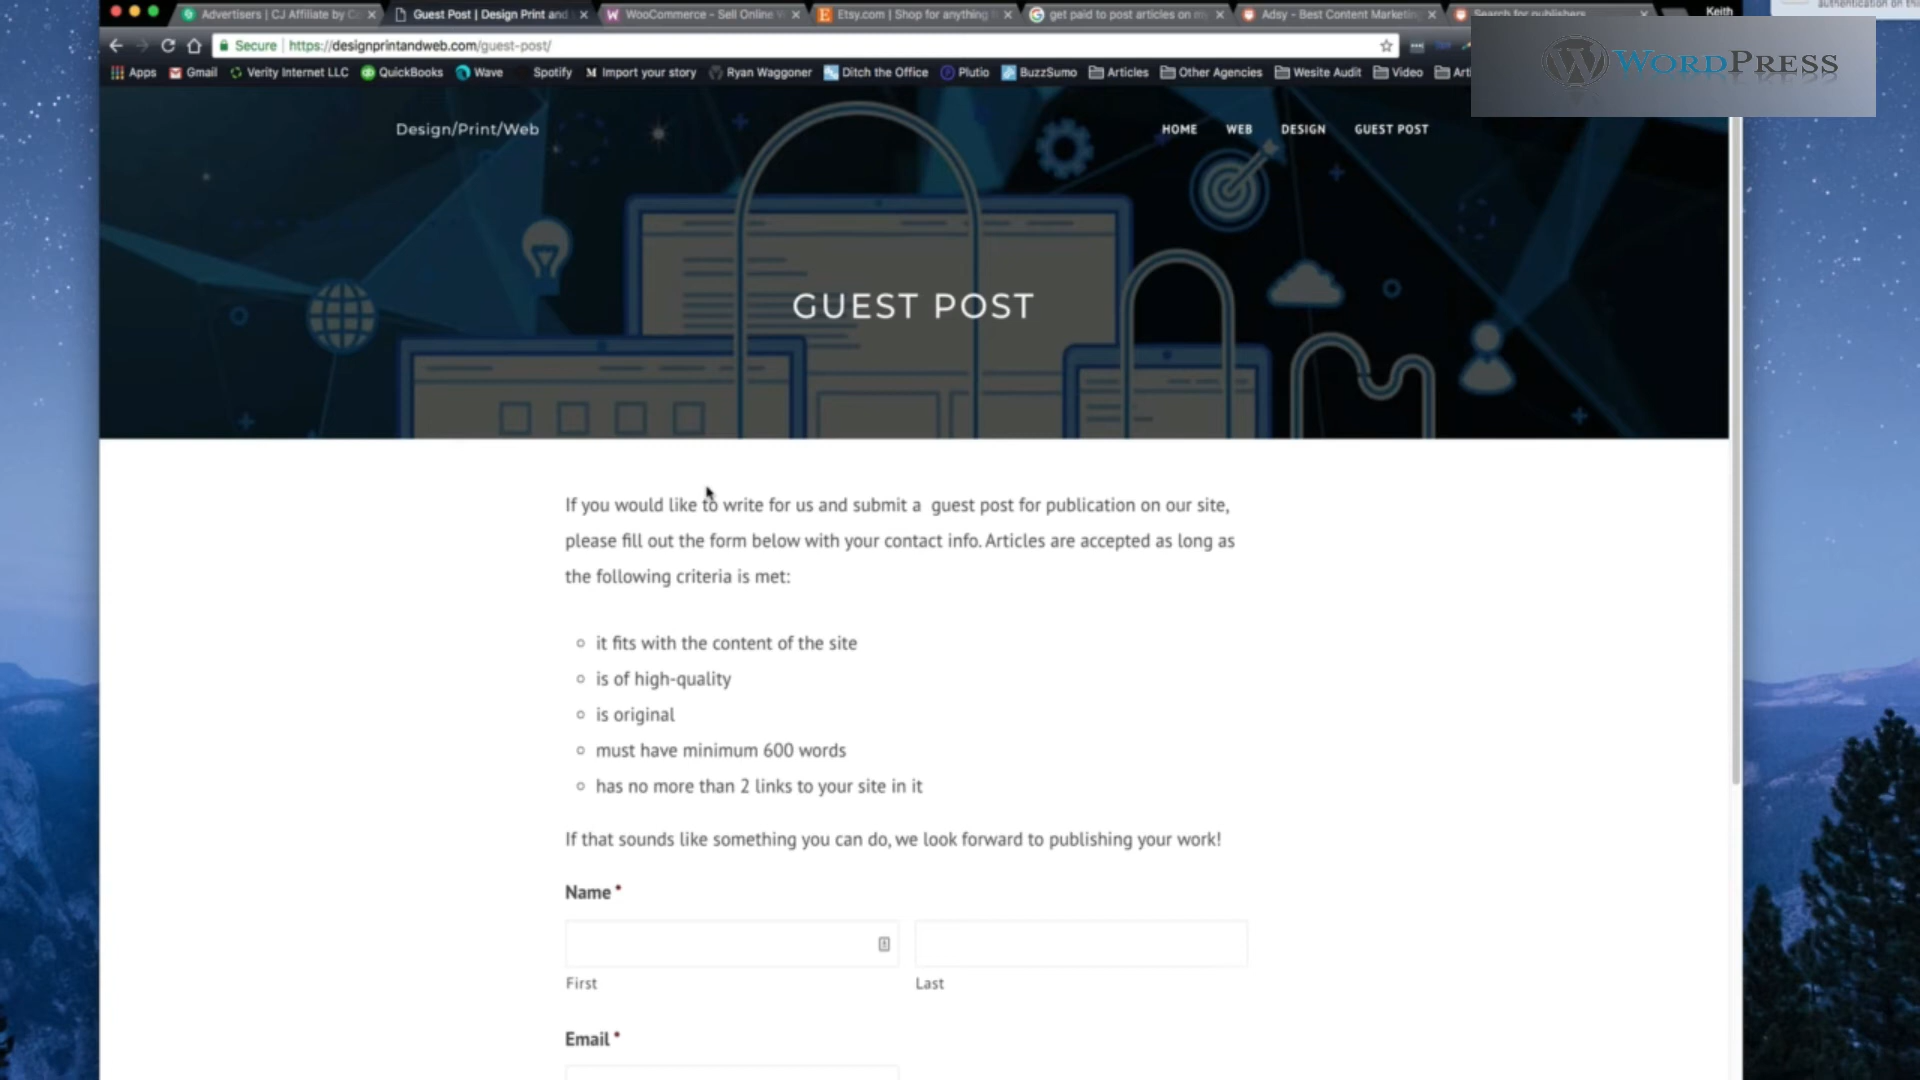 Advertisers | CJ Affiliate by C
Guest Post | Design Print and
WooCommerce - Sell Online
Etsy.com | Shop for anything
get paid to post articles on my
Adsy - Best Content Marketing
Search for publishers
Keith
authentication on
Secure https://designprintandweb.com/guest-post/
Apps Gmail Verity Internet LLC QuickBooks Wave Spotify M Import your story Ryan Waggoner Ditch the Office Plutio BuzzSumo Articles Other Agencies Wesite Audit Video Art
WORDPRESS
Design/Print/Web
HOME WEB DESIGN GUEST POST
GUEST POST
If you would like to write for us and submit a guest post for publication on our site,
please fill out the form below with your contact info. Articles are accepted as long as
the following criteria is met:
it fits with the content of the site
is of high-quality
is original
must have minimum 600 words
has no more than 2 links to your site in it
If that sounds like something you can do, we look forward to publishing your work!
Name *
First Last
Email *